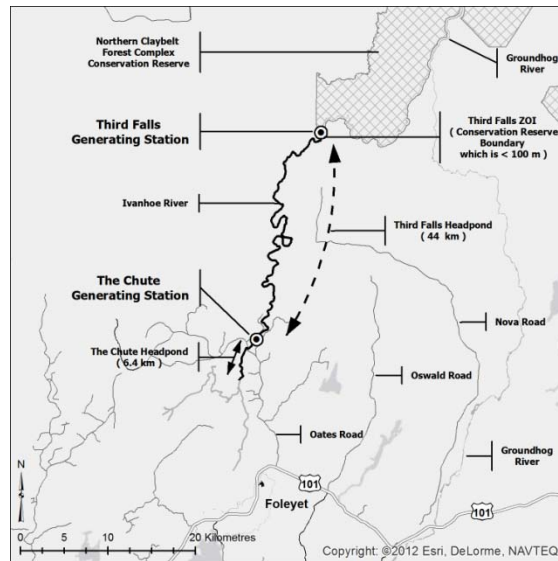 Northern Claybelt
Forest Complex
Conservation Reserve
Groundhog
River
Third Falls
Generating Station
Third Falls ZOI
( Conservation Reserve
Boundary
which is < 100 m )
Ivanhoe River
Third Falls Headpond
( 44 km )
The Chute
Generating Station
Nova Road
The Chute Headpond
( 6.4 km )
Oswald Road
Oates Road
Groundhog
River
N
101
Foleyet
101
0 5 10 20 Kilometres
Copyright: ©2012 Esri, DeLorme, NAVTEQ